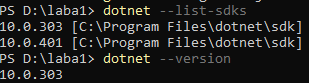 PS D:\laba1> dotnet --list-sdks
10.0.303 [C:\Program Files\dotnet\sdk]
10.0.401 [C:\Program Files\dotnet\sdk]
PS D:\laba1> dotnet --version
10.0.303